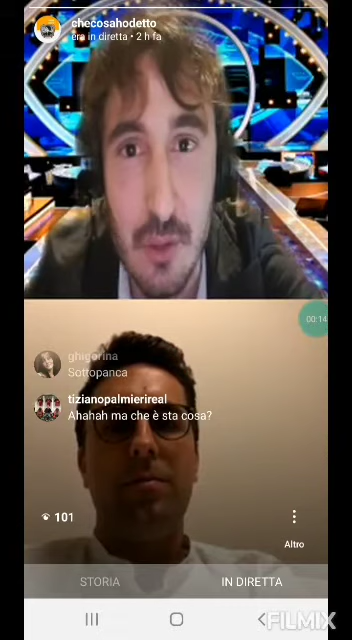 checosahodetto
era in diretta • 2 h fa
00:14
ghigorina
Sottopanca
tizianopalmierireal
Ahahah ma che è sta cosa?
101
Altro
STORIA
IN DIRETTA
FILMIX